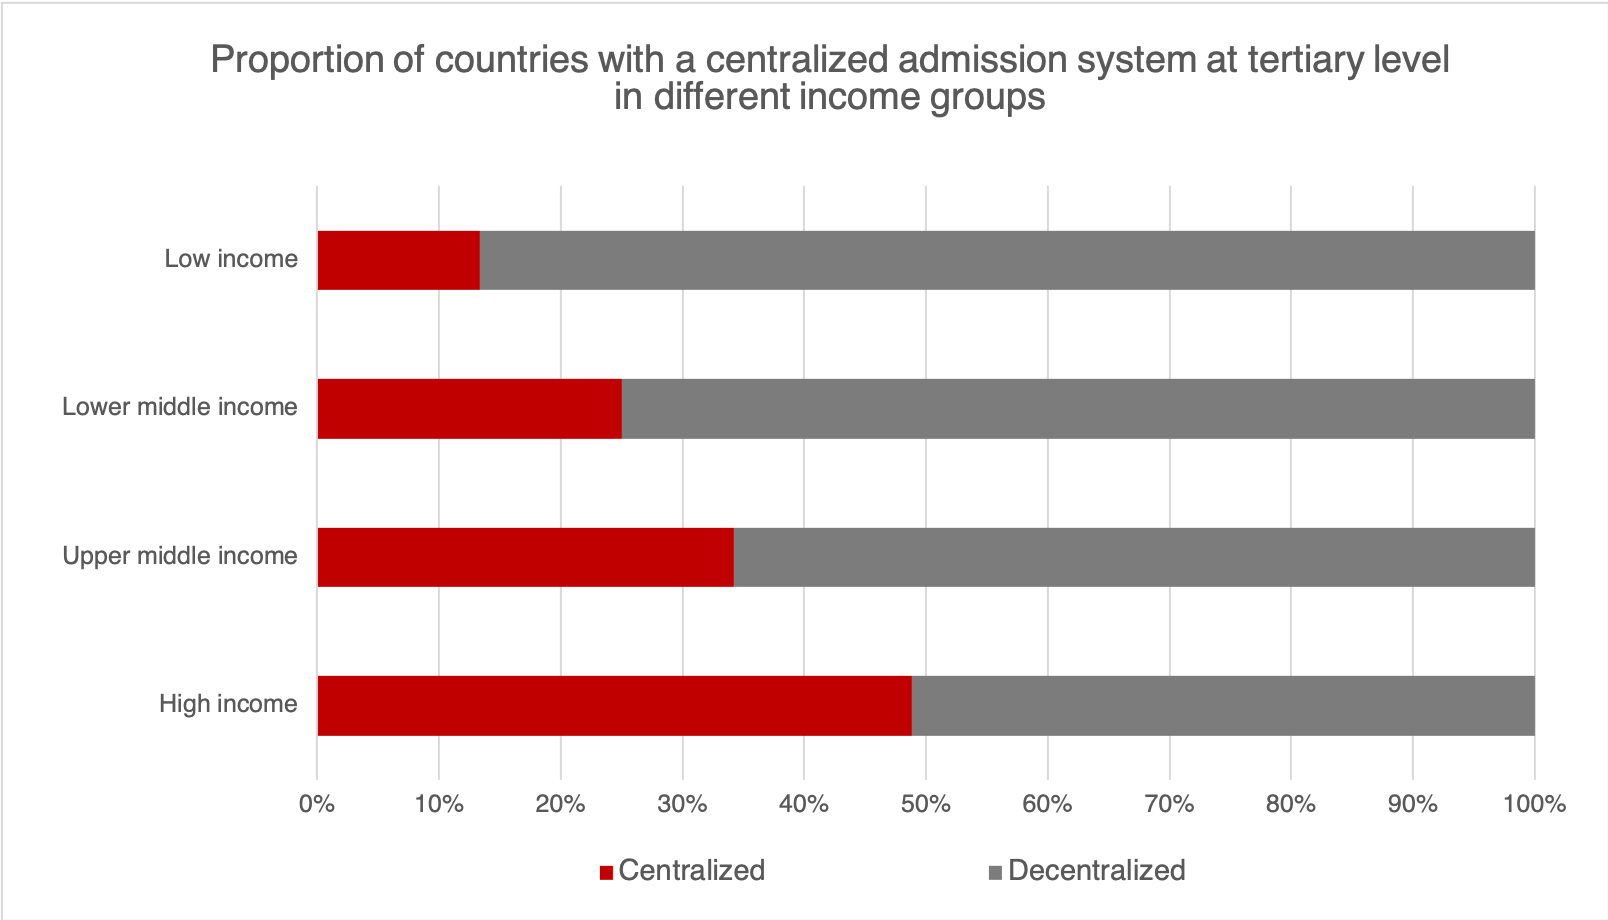 Proportion of countries with a centralized admission system at tertiary level
in different income groups
Low income
Lower middle income
Upper middle income
High income
0% 10% 20% 30% 40% 50% 60% 70% 80% 90% 100%
Centralized Decentralized